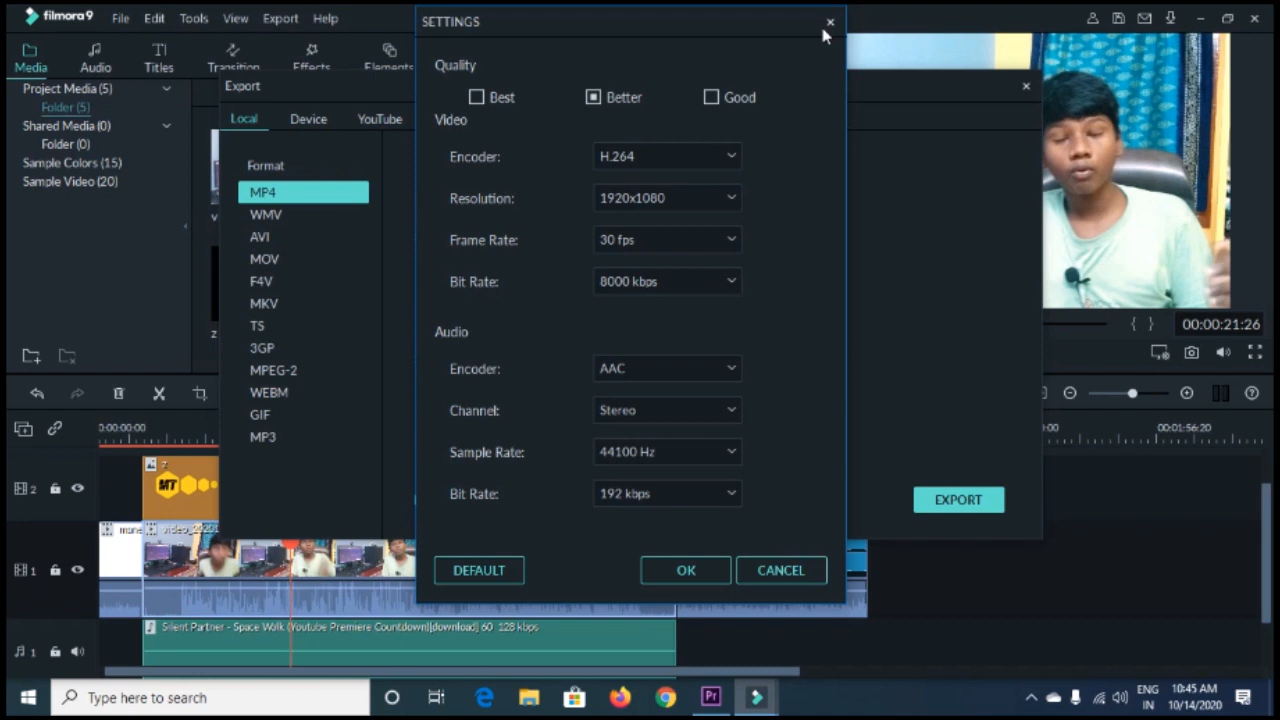 filmora9 File Edit Tools View Export Help
Media Audio Titles Transition Effects Elements
Project Media (5)
Folder (5)
Shared Media (0)
Folder (0)
Sample Colors (15)
Sample Video (20)
Export
Local Device YouTube
Format
MP4
WMV
AVI
MOV
F4V
MKV
TS
3GP
MPEG-2
WEBM
GIF
MP3
EXPORT
SETTINGS
Quality
Best Better Good
Video
Encoder: H.264
Resolution: 1920x1080
Frame Rate: 30 fps
Bit Rate: 8000 kbps
Audio
Encoder: AAC
Channel: Stereo
Sample Rate: 44100 Hz
Bit Rate: 192 kbps
DEFAULT OK CANCEL
{ } 00:00:21:26
0:00:00:00 :00 00:01:56:20
2
z
MT
1
Silent Partner - Space Walk (Youtube Premiere Countdown)[download] 60 128 kbps
1
Type here to search
Pr
ENG
IN
10:45 AM
10/14/2020